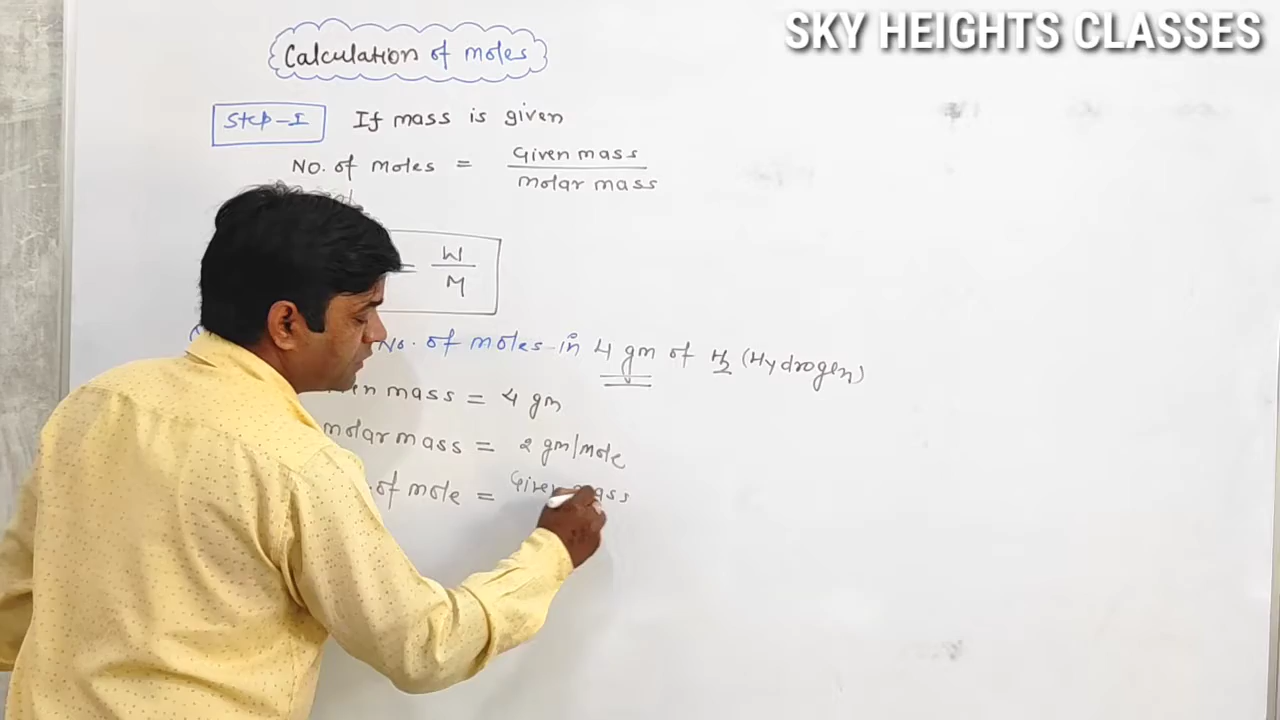 SKY HEIGHTS CLASSES
Calculation of moles
Step-I If mass is given
No. of moles = Given mass
molar mass
= W
M
No. of moles in 4 gm of H2 (Hydrogen)
mass = 4 gm
molar mass = 2 gm/mole
of mole = Given mass